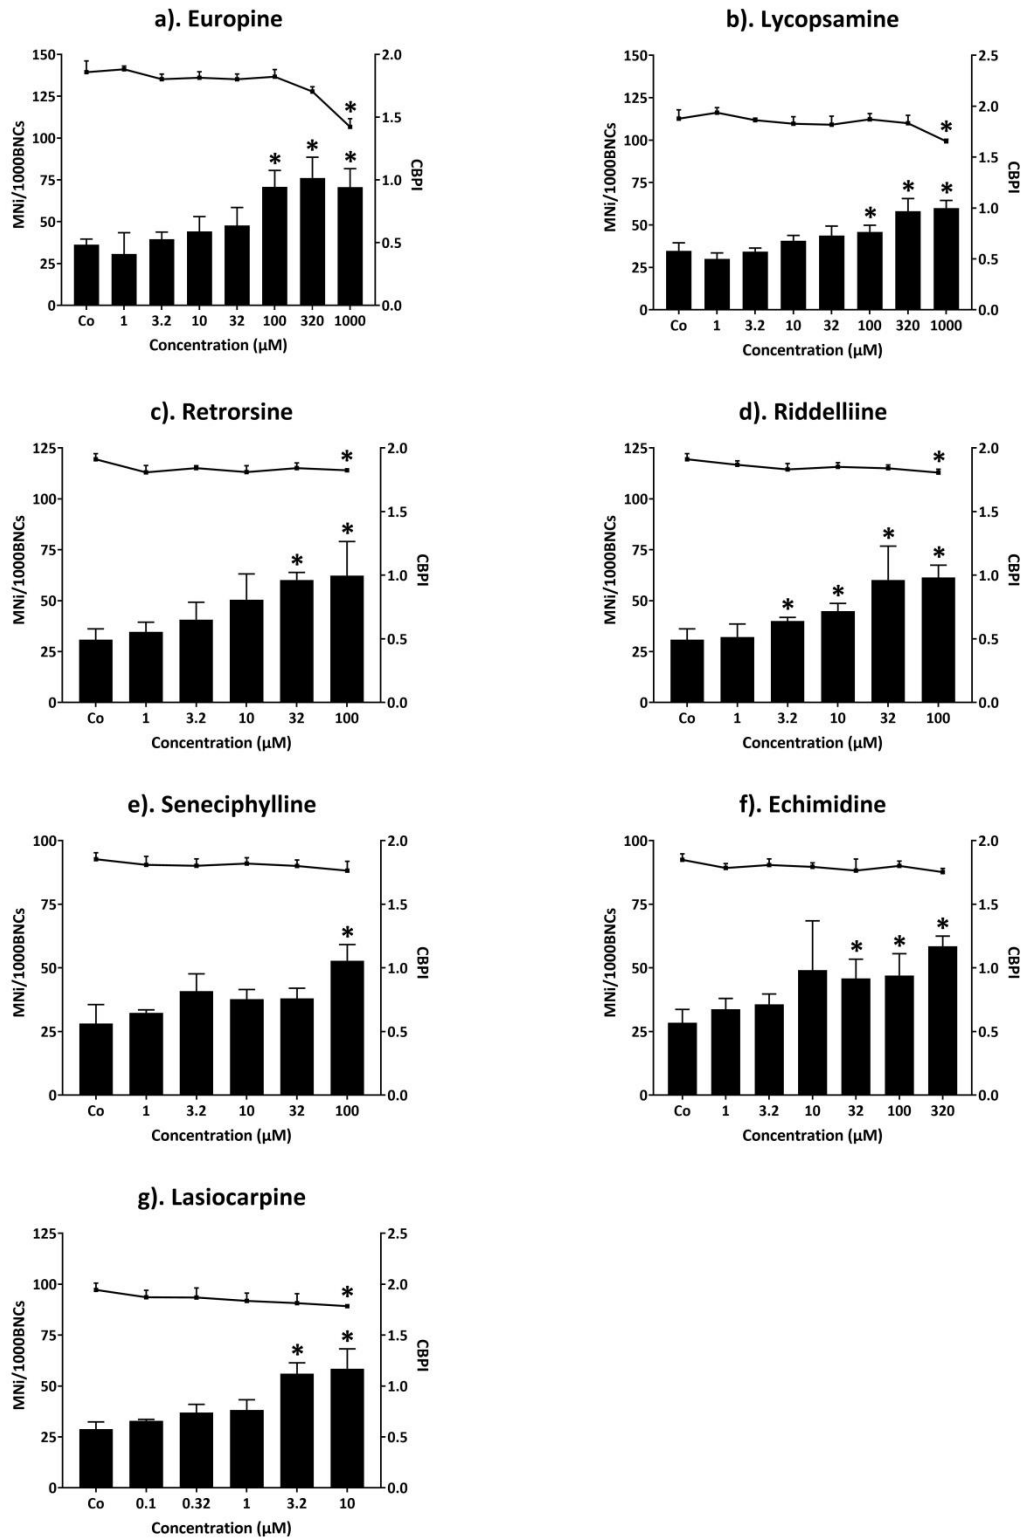 a). Europine
150
125
100
75
50
25
0
MNi/1000BNCs
2.0
1.5
1.0
0.5
0.0
CBPI
* * * *
Co 1 3.2 10 32 100 320 1000
Concentration (µM)
b). Lycopsamine
150
125
100
75
50
25
0
MNi/1000BNCs
2.5
2.0
1.5
1.0
0.5
0.0
CBPI
* * * *
Co 1 3.2 10 32 100 320 1000
Concentration (µM)
c). Retrorsine
125
100
75
50
25
0
MNi/1000BNCs
2.0
1.5
1.0
0.5
0.0
CBPI
* * *
Co 1 3.2 10 32 100
Concentration (µM)
d). Riddelliine
125
100
75
50
25
0
MNi/1000BNCs
2.0
1.5
1.0
0.5
0.0
CBPI
* * * * *
Co 1 3.2 10 32 100
Concentration (µM)
e). Seneciphylline
100
75
50
25
0
MNi/1000BNCs
2.0
1.5
1.0
0.5
0.0
CBPI
*
Co 1 3.2 10 32 100
Concentration (µM)
f). Echimidine
100
75
50
25
0
MNi/1000BNCs
2.0
1.5
1.0
0.5
0.0
CBPI
* * *
Co 1 3.2 10 32 100 320
Concentration (µM)
g). Lasiocarpine
125
100
75
50
25
0
MNi/1000BNCs
2.5
2.0
1.5
1.0
0.5
0.0
CBPI
* * *
Co 0.1 0.32 1 3.2 10
Concentration (µM)